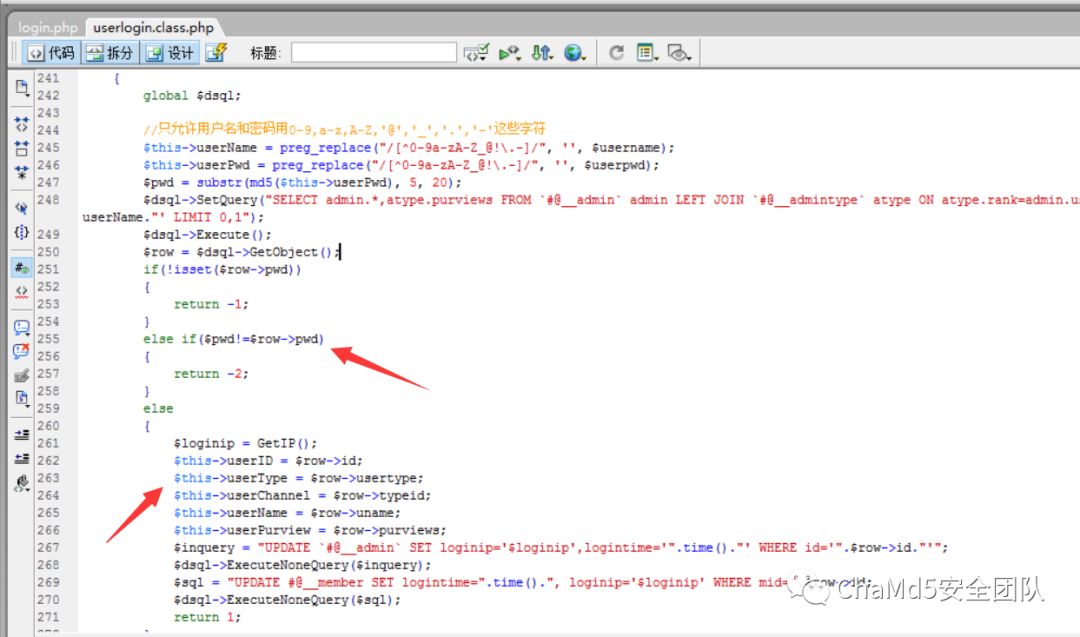 login.php userlogin.class.php
代码 拆分 设计 标题:
241 {
242 global $dsql;
243
244 //只允许用户名和密码用0-9,a-z,A-Z,'@','_','.','-'这些字符
245 $this->userName = preg_replace("/[^0-9a-zA-Z_@!\.-]/", '', $username);
246 $this->userPwd = preg_replace("/[^0-9a-zA-Z_@!\.-]/", '', $userpwd);
247 $pwd = substr(md5($this->userPwd), 5, 20);
248 $dsql->SetQuery("SELECT admin.*,atype.purviews FROM `#@__admin` admin LEFT JOIN `#@__admintype` atype ON atype.rank=admin.us
userName."' LIMIT 0,1");
249 $dsql->Execute();
250 $row = $dsql->GetObject();
251 if(!isset($row->pwd))
252 {
253 return -1;
254 }
255 else if($pwd!=$row->pwd)
256 {
257 return -2;
258 }
259 else
260 {
261 $loginip = GetIP();
262 $this->userID = $row->id;
263 $this->userType = $row->usertype;
264 $this->userChannel = $row->typeid;
265 $this->userName = $row->uname;
266 $this->userPurview = $row->purviews;
267 $inquery = "UPDATE `#@__admin` SET loginip='$loginip',logintime='".time()."' WHERE id='".$row->id."'";
268 $dsql->ExecuteNoneQuery($inquery);
269 $sql = "UPDATE #@__member SET logintime=".time().", loginip='$loginip' WHERE mid=
270 $dsql->ExecuteNoneQuery($sql);
271 return 1;
ChaMd5安全团队